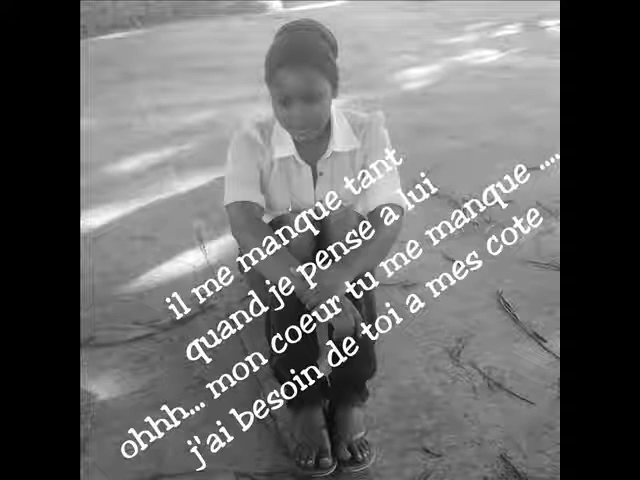 il me manque tant
quand je pense a lui
ohhh... mon coeur tu me manque ....
j'ai besoin de toi a mes cote